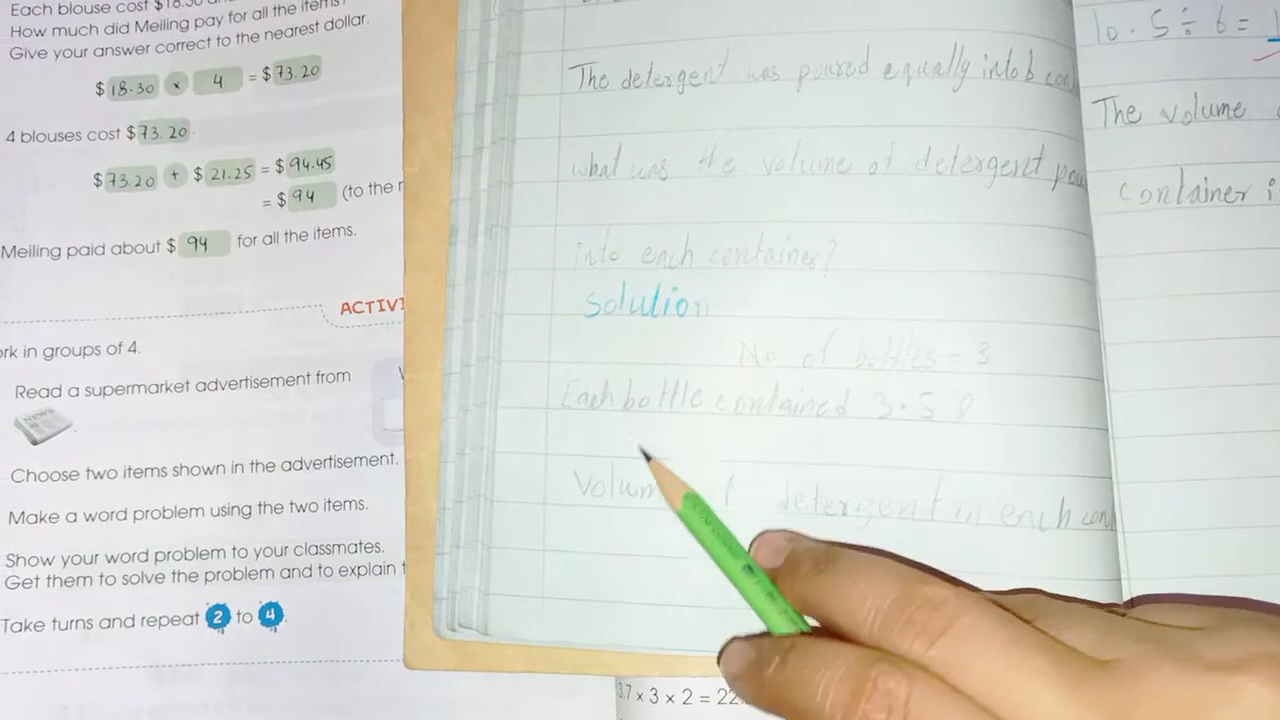 Each blouse cost $18.30
How much did Meiling pay for all the items?
Give your answer correct to the nearest dollar.
$ 18.30 × 4 = $ 73.20
4 blouses cost $ 73.20.
$ 73.20 + $ 21.25 = $ 94.45
= $ 94 (to the
Meiling paid about $ 94 for all the items.
ACTIVI
rk in groups of 4.
Read a supermarket advertisement from
Choose two items shown in the advertisement.
Make a word problem using the two items.
Show your word problem to your classmates.
Get them to solve the problem and to explain
Take turns and repeat 2 to 4.
The detergent was poured equally into 6 con
what was the volume of detergent pou
into each container?
Solution
No of bottles = 3
Each bottle contained 3.5 l
Volum detergent in each con
3.7 x 3 x 2 = 22
10.5 ÷ 6 =
The volume
container i